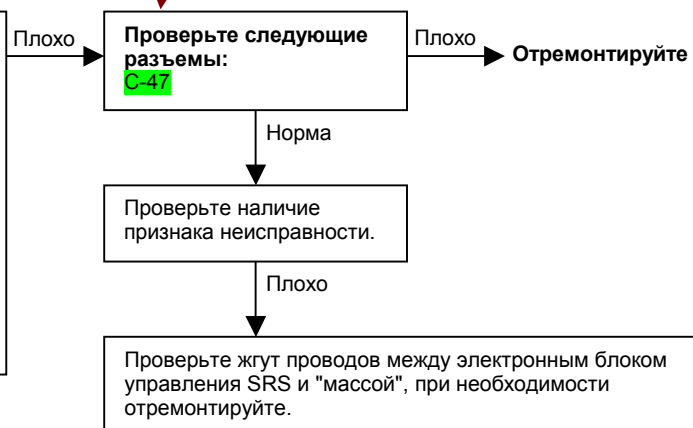 Плохо
Проверьте следующие
разъемы:
C-47
Плохо
Отремонтируйте
Норма
Проверьте наличие
признака неисправности.
Плохо
Проверьте жгут проводов между электронным блоком
управления SRS и "массой", при необходимости
отремонтируйте.